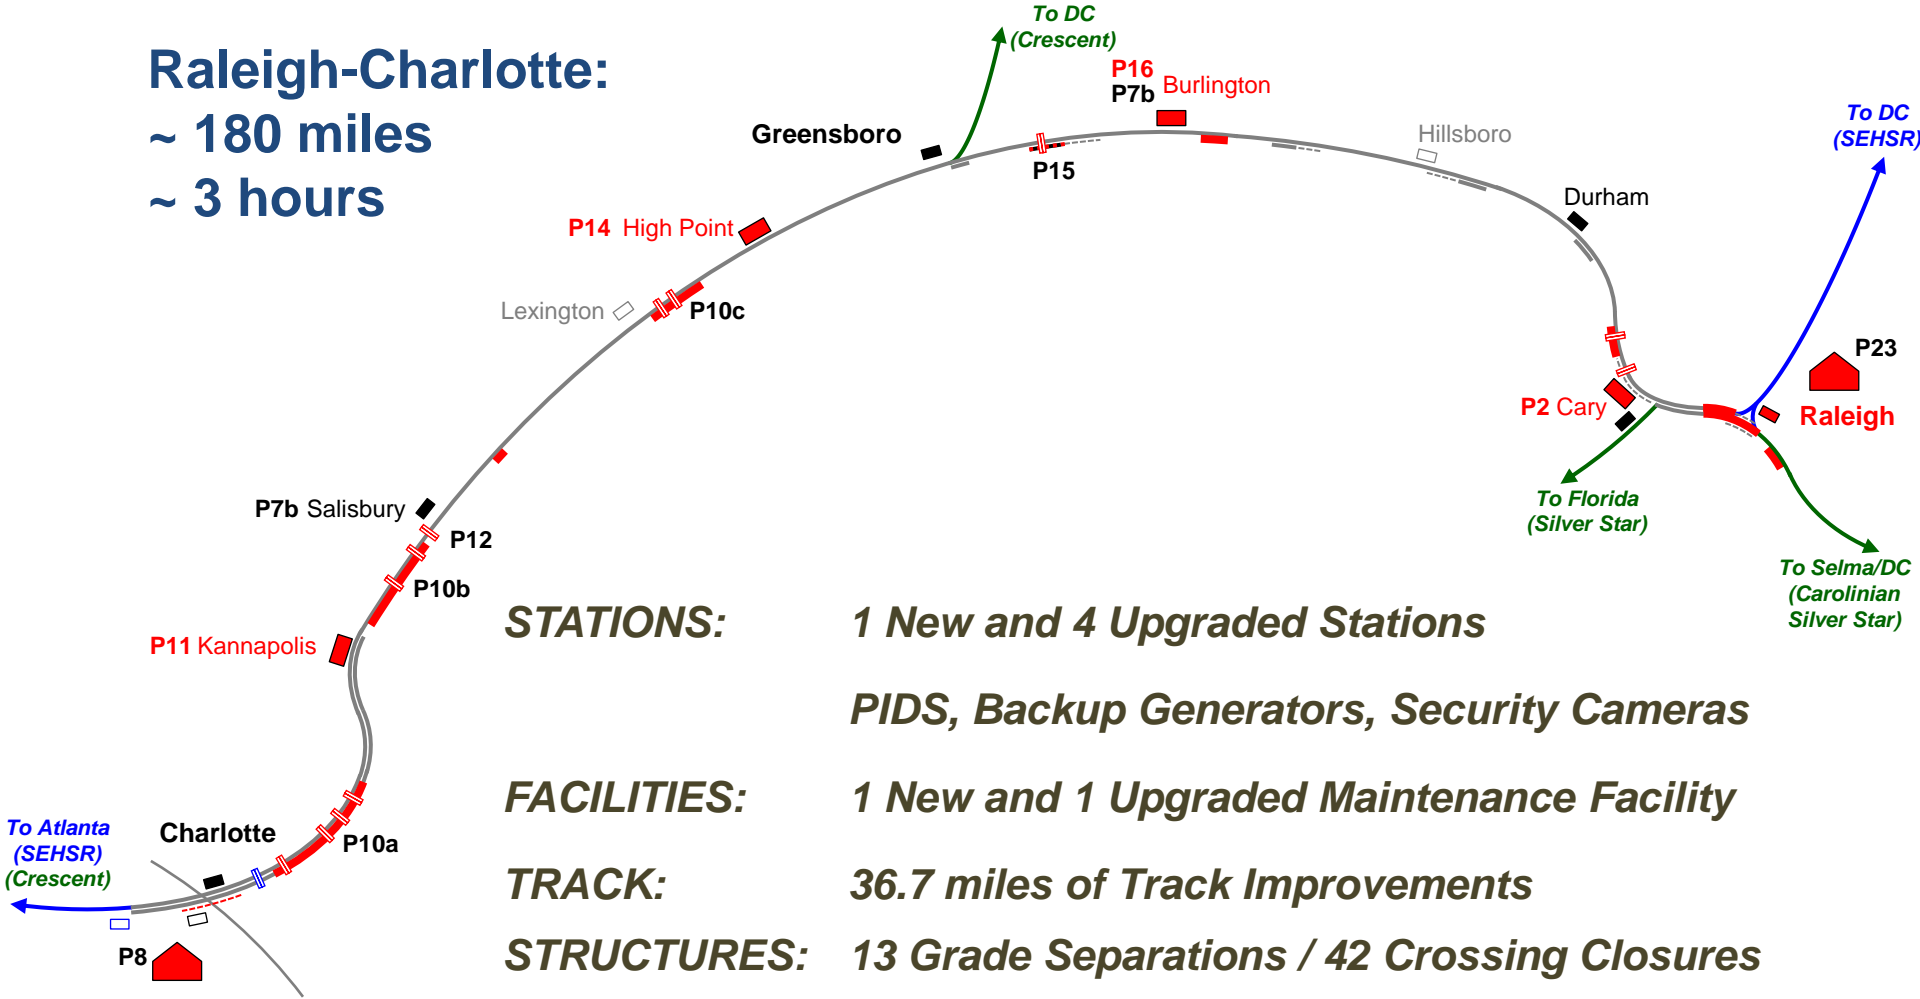 Raleigh-Charlotte:
~ 180 miles
~ 3 hours
To DC
(Crescent)
P16
P7b
Burlington
Greensboro
P15
Hillsboro
To DC
(SEHSR)
Durham
P14 High Point
Lexington
P10c
P23
Raleigh
P2 Cary
To Florida
(Silver Star)
To Selma/DC
(Carolinian
Silver Star)
P7b Salisbury
P12
P10b
P11 Kannapolis
STATIONS: 1 New and 4 Upgraded Stations
PIDS, Backup Generators, Security Cameras
FACILITIES: 1 New and 1 Upgraded Maintenance Facility
TRACK: 36.7 miles of Track Improvements
STRUCTURES: 13 Grade Separations / 42 Crossing Closures
P10a
Charlotte
To Atlanta
(SEHSR)
(Crescent)
P8